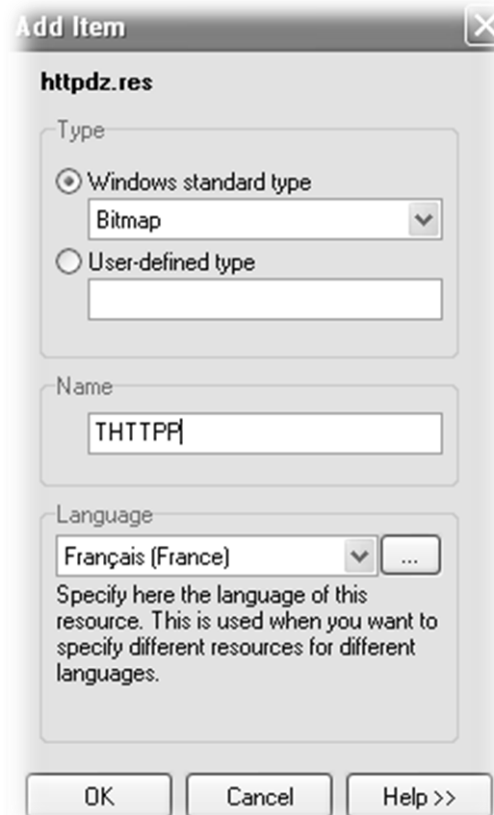 Add Item
httpdz.res
Type
Windows standard type
Bitmap
User-defined type
Name
THTTPP
Language
Français (France)
...
Specify here the language of this
resource. This is used when you want to
specify different resources for different
languages.
OK
Cancel
Help >>